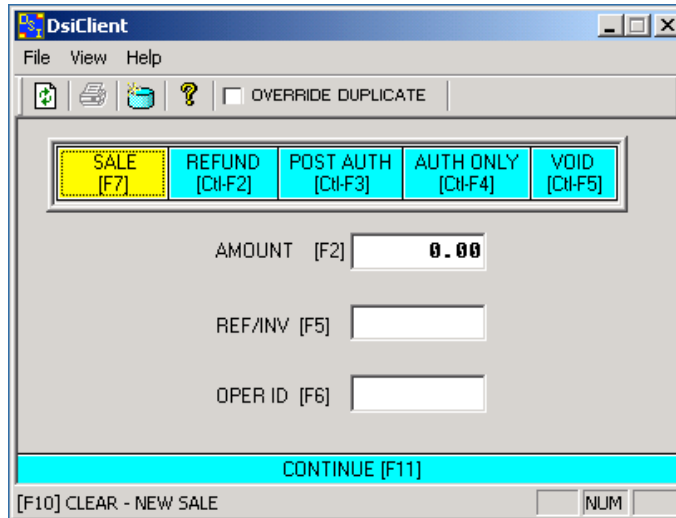 DsiClient
File View Help
OVERRIDE DUPLICATE
SALE REFUND POST AUTH AUTH ONLY VOID
[F7] [Ctl-F2] [Ctl-F3] [Ctl-F4] [Ctl-F5]
AMOUNT [F2] 0.00
REF/INV [F5]
OPER ID [F6]
CONTINUE [F11]
[F10] CLEAR - NEW SALE NUM